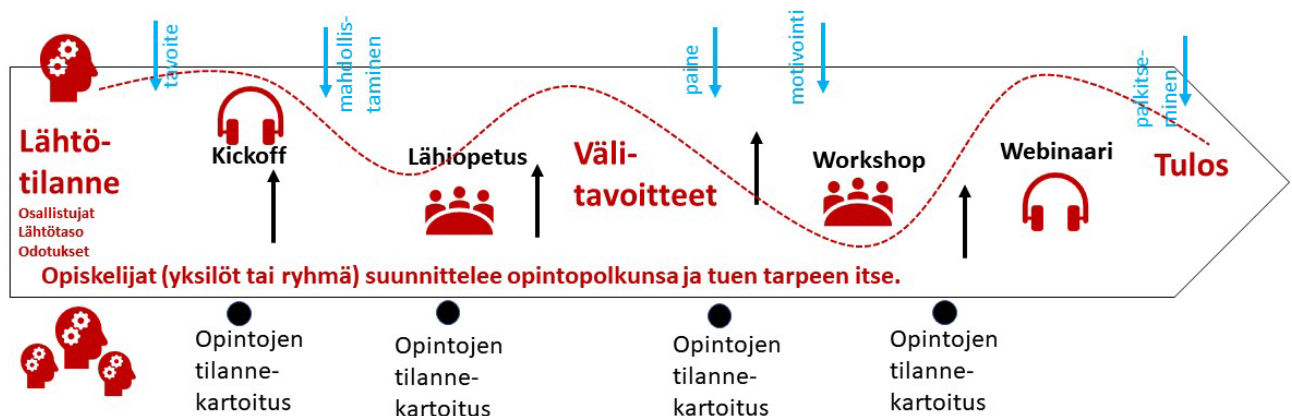 tavoite
mahdollis-
taminen
paine
motivointi
palkitse-
minen
Lähtö-
tilanne
Osallistujat
Lähtötaso
Odotukset
Kickoff
Lähiopetus
Väli-
tavoitteet
Workshop
Webinaari
Tulos
Opiskelijat (yksilöt tai ryhmä) suunnittelee opintopolkunsa ja tuen tarpeen itse.
Opintojen
tilanne-
kartoitus
Opintojen
tilanne-
kartoitus
Opintojen
tilanne-
kartoitus
Opintojen
tilanne-
kartoitus